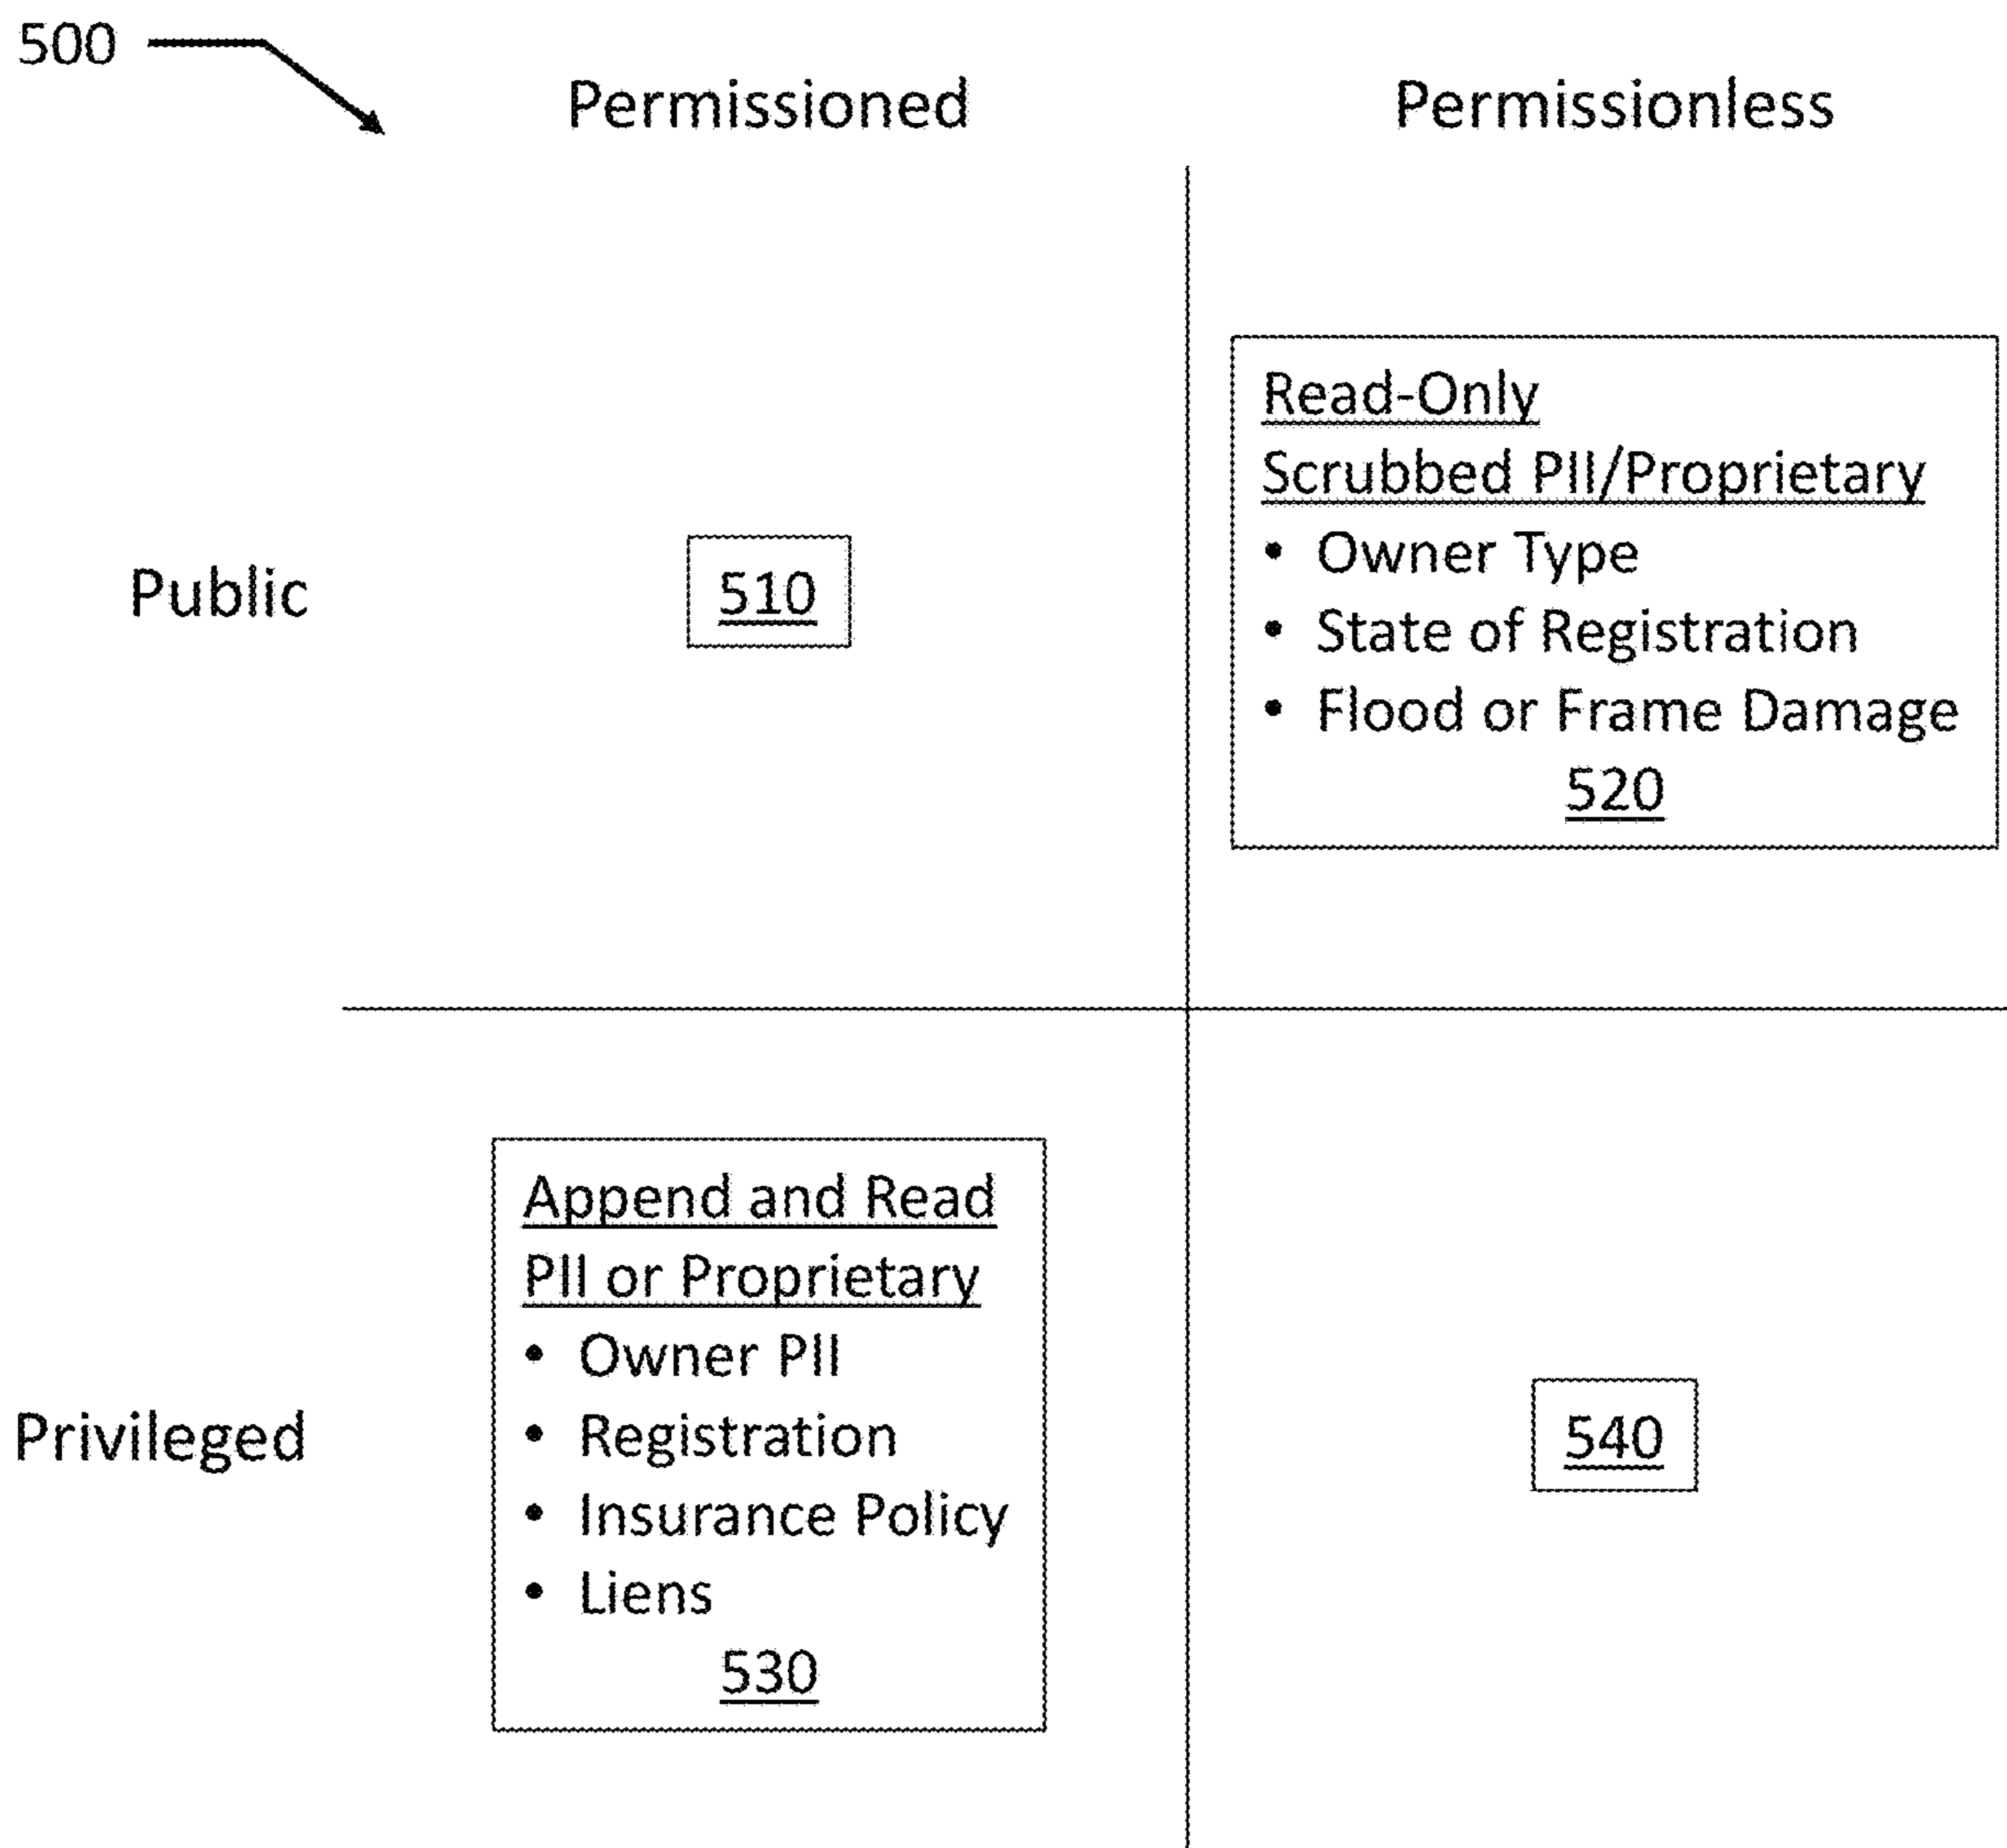 500
Permissioned
Permissionless
Public
510
Read-Only
Scrubbed PII/Proprietary
• Owner Type
• State of Registration
• Flood or Frame Damage
520
Privileged
Append and Read
PII or Proprietary
• Owner PII
• Registration
• Insurance Policy
• Liens
530
540